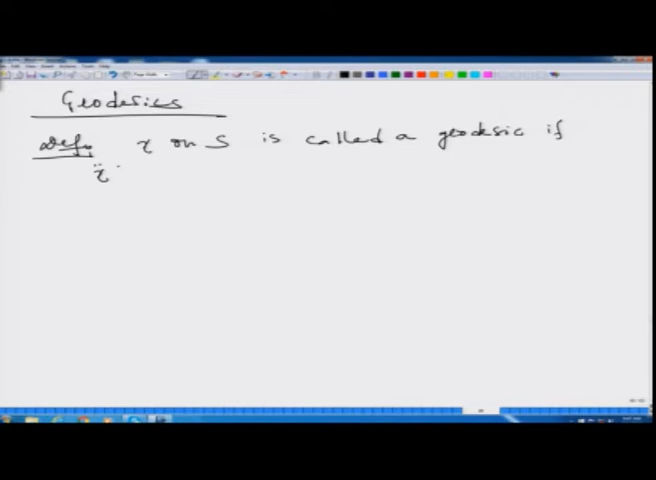 Geodesics
Defn γ on S is called a geodesic if
γ̈